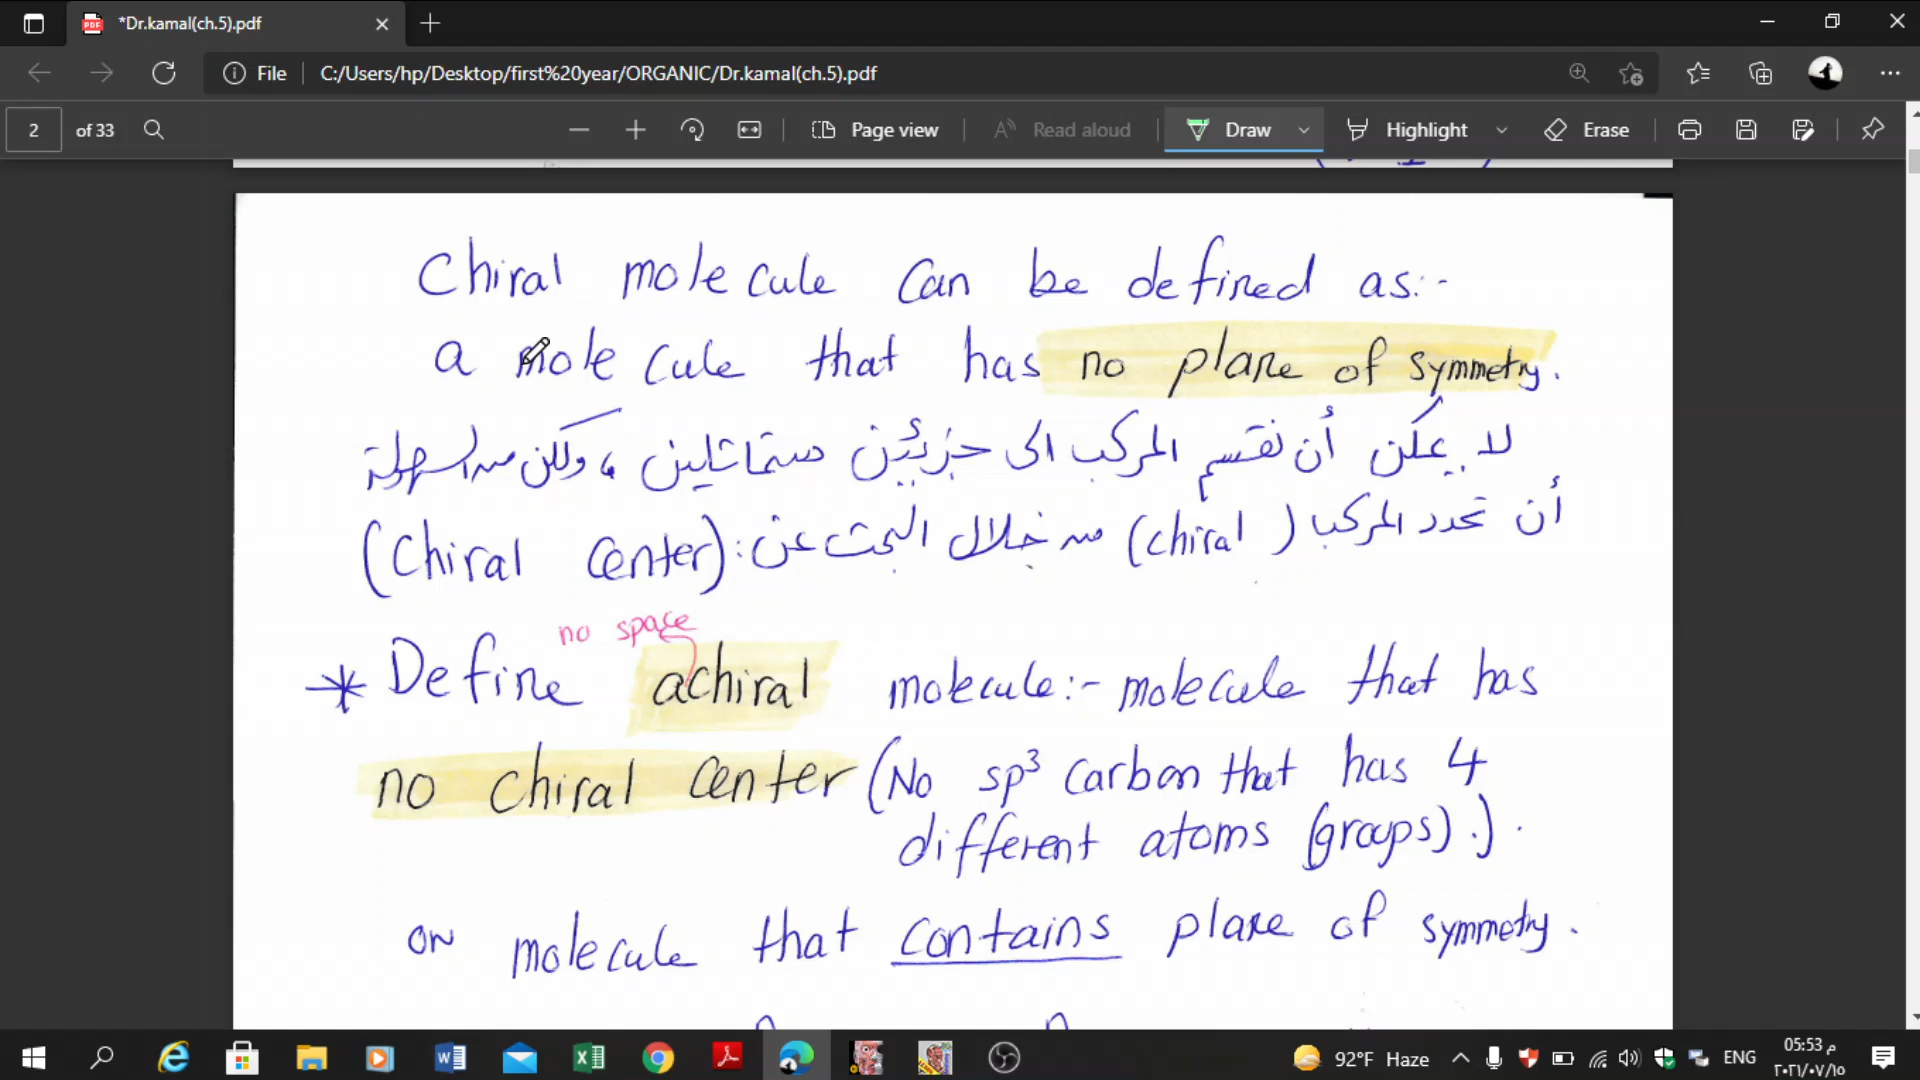 *Dr.kamal(ch.5).pdf
File C:/Users/hp/Desktop/first%20year/ORGANIC/Dr.kamal(ch.5).pdf
2 of 33 Page view Read aloud Draw Highlight Erase
Chiral molecule can be defined as:-
a molecule that has no plane of symmetry.
لا يمكن أن نقسم المركب الى جزيئين متماثلين، ولكن من السهولة
أن نحدد المركب (chiral) من خلال البحث عن: (Chiral Center)
no space
* Define achiral molecule:- molecule that has
no chiral center (No sp³ carbon that has 4
different atoms (groups).).
or molecule that contains plane of symmetry.
92°F Haze ENG
05:53 م
٢٠٢١/٠٧/١٥